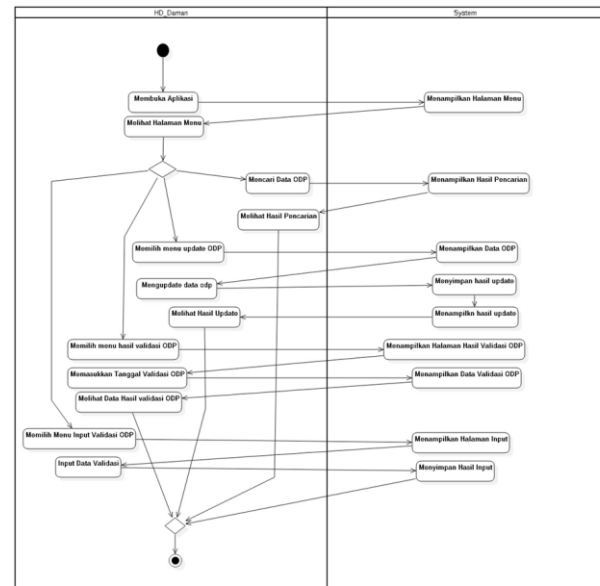 HD_Daman
System
Membuka Aplikasi
Menampilkan Halaman Menu
Melihat Halaman Menu
Mencari Data ODP
Menampilkan Hasil Pencarian
Melihat Hasil Pencarian
Memilih menu update ODP
Menampilkan Data ODP
Mengupdate data odp
Menyimpan hasil update
Melihat Hasil Update
Menampilkn hasil update
Memilih menu hasil validasi ODP
Menampilkan Halaman Hasil Validasi ODP
Memasukkan Tanggal Validasi ODP
Menampilkan Data Validasi ODP
Melihat Data Hasil validasi ODP
Memilih Menu Input Validasi ODP
Menampilkan Halaman Input
Input Data Validasi
Menyimpan Hasil Input